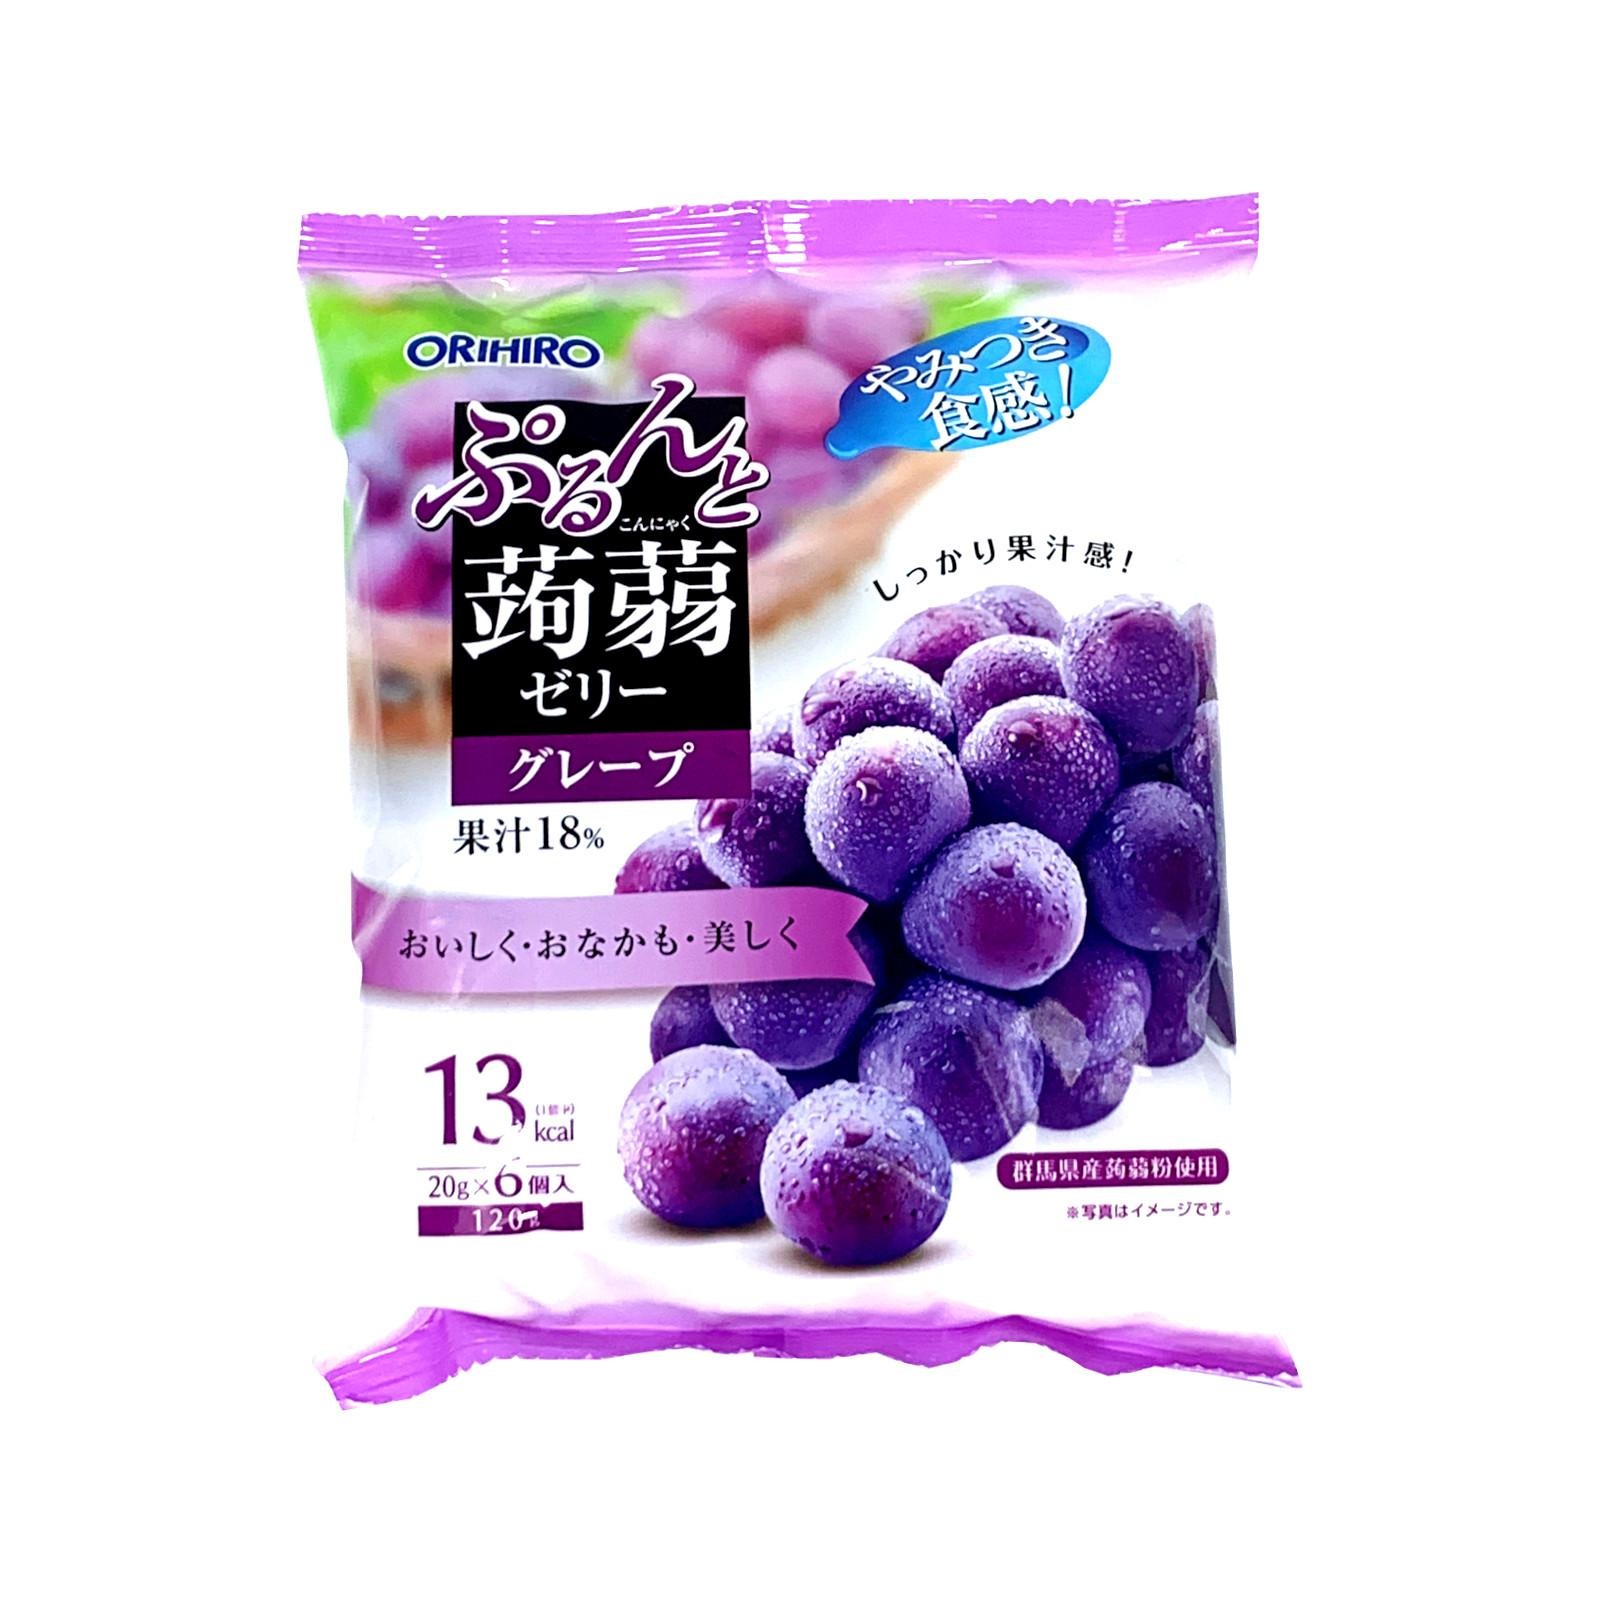 ORIHIRO
やみつき
食感!
ぷるんと
こんにゃく
蒟蒻
ゼリー
グレープ
果汁18%
しっかり果汁感!
おいしく・おなかも・美しく
13
kcal
20g×6個入
120g
群馬県産蒟蒻粉使用
※写真はイメージです。